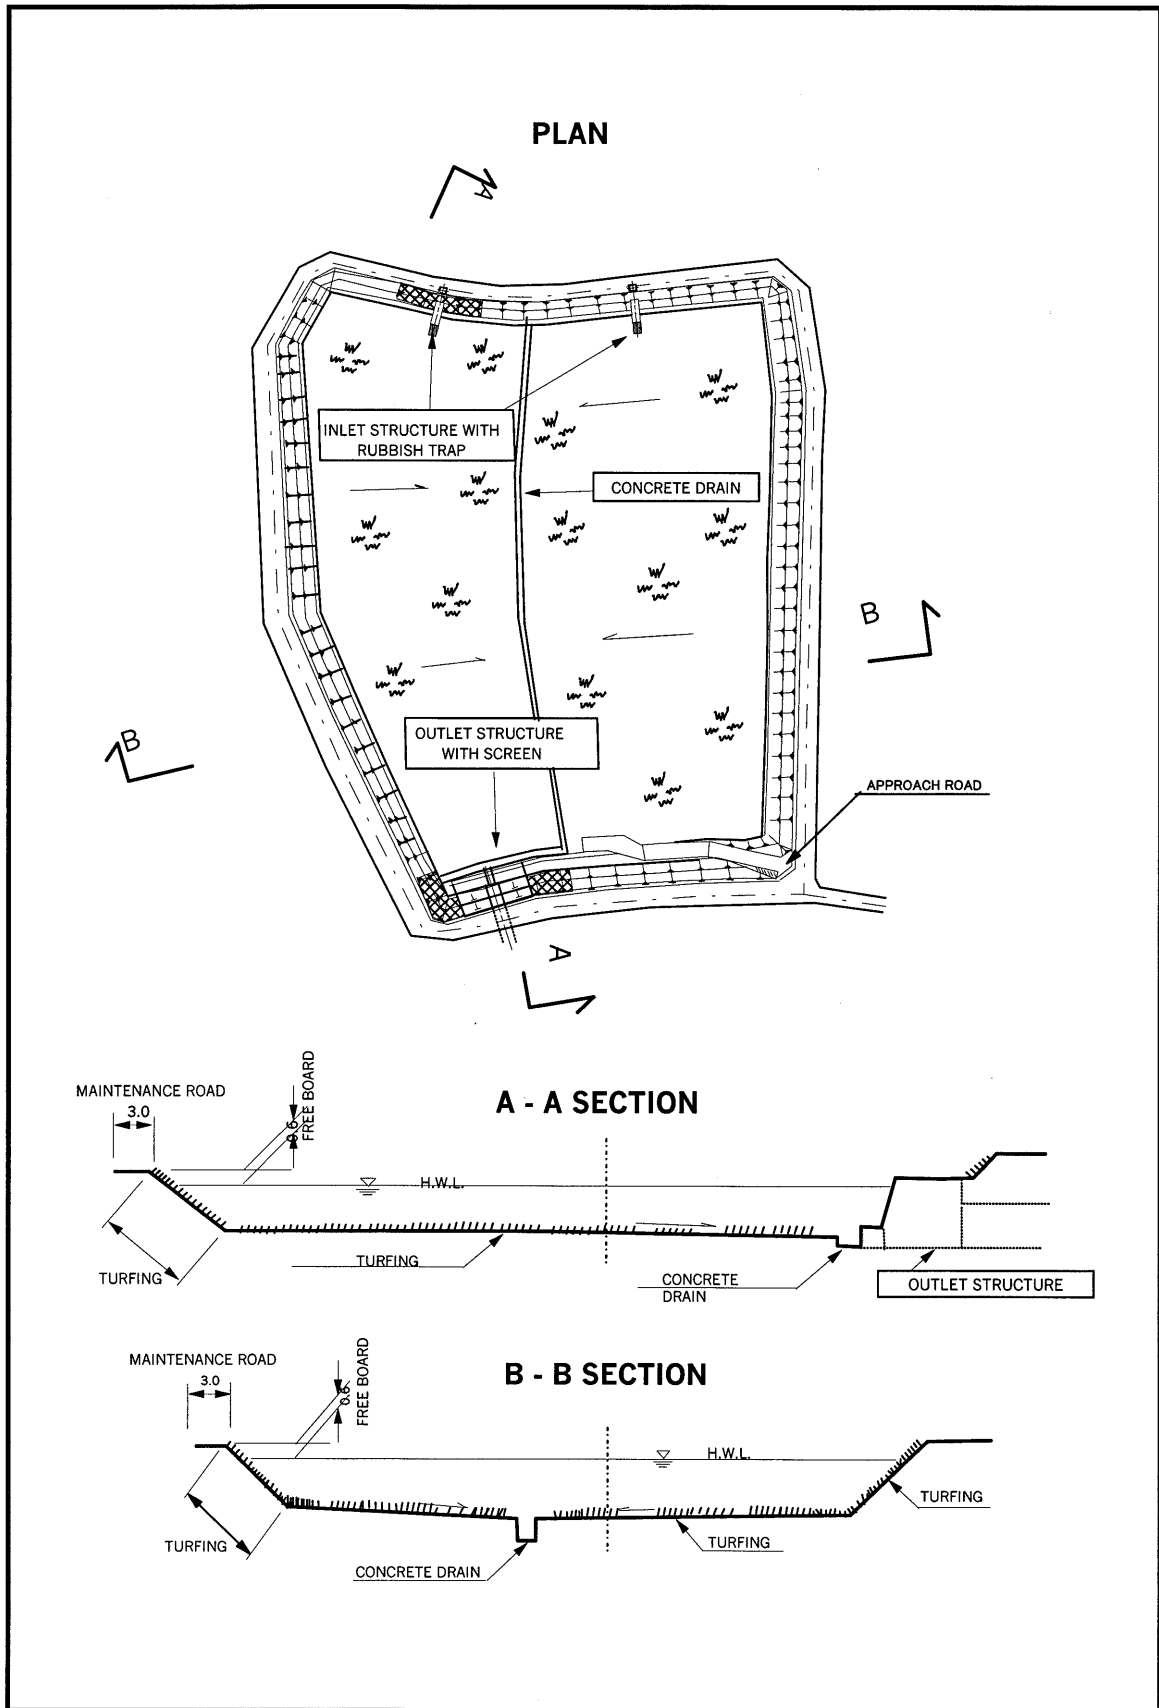 PLAN
A
INLET STRUCTURE WITH
RUBBISH TRAP
CONCRETE DRAIN
B
B
OUTLET STRUCTURE
WITH SCREEN
APPROACH ROAD
A
A - A SECTION
MAINTENANCE ROAD
3.0
0.6
FREE BOARD
H.W.L.
TURFING
TURFING
CONCRETE
DRAIN
OUTLET STRUCTURE
B - B SECTION
MAINTENANCE ROAD
3.0
0.6
FREE BOARD
H.W.L.
TURFING
TURFING
TURFING
CONCRETE DRAIN